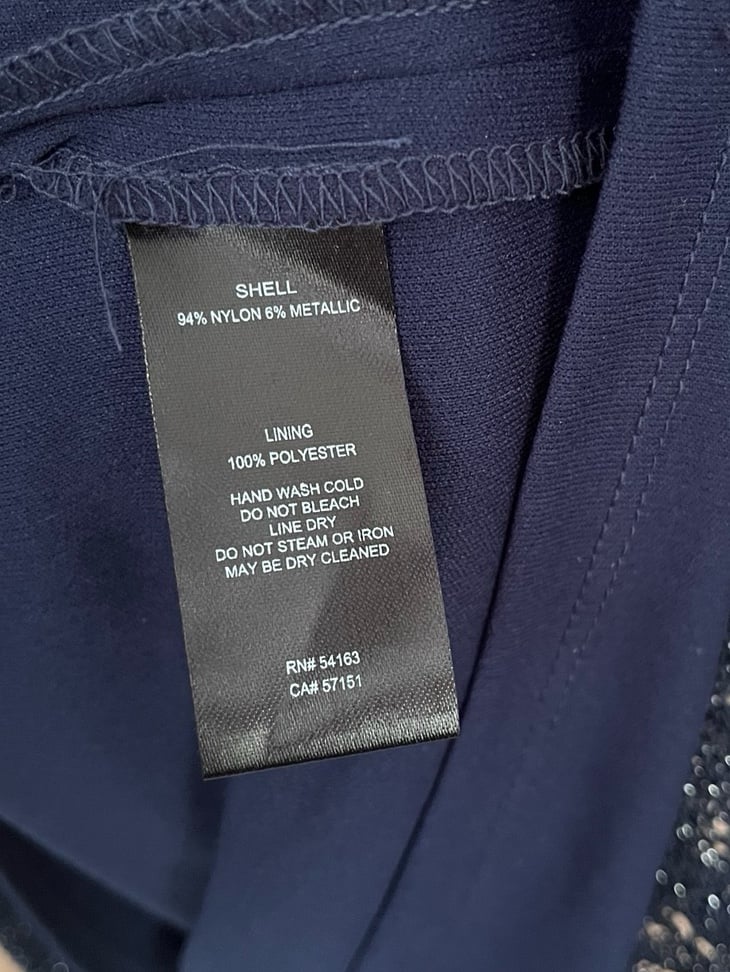 SHELL
94% NYLON 6% METALLIC
LINING
100% POLYESTER
HAND WASH COLD
DO NOT BLEACH
LINE DRY
DO NOT STEAM OR IRON
MAY BE DRY CLEANED
RN# 54163
CA# 57151